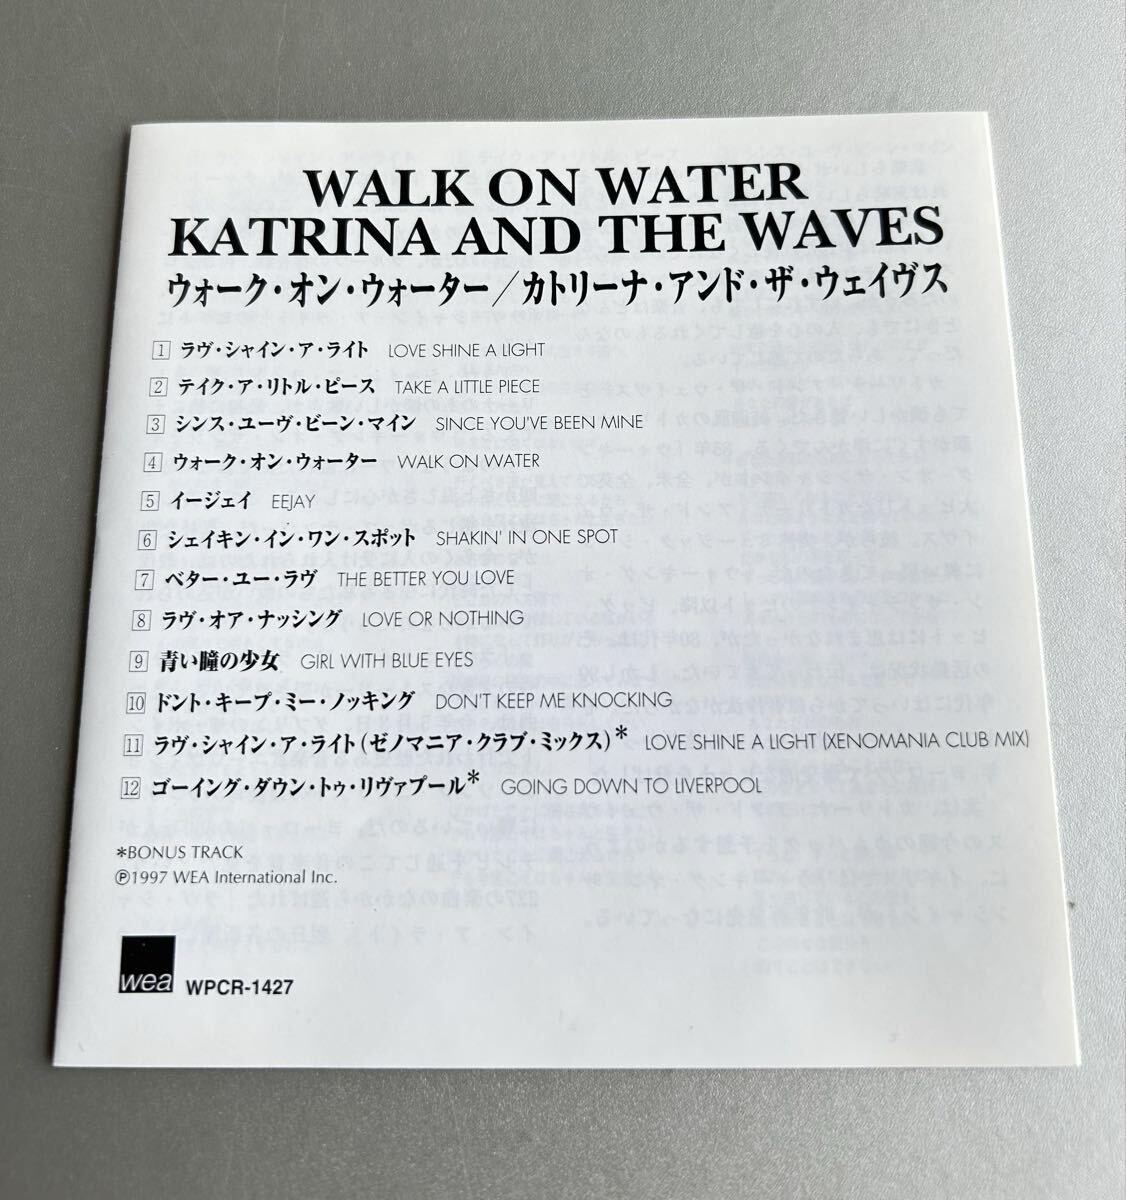 WALK ON WATER
KATRINA AND THE WAVES
ウォーク・オン・ウォーター／カトリーナ・アンド・ザ・ウェイヴス
1 ラヴ・シャイン・ア・ライト LOVE SHINE A LIGHT
2 テイク・ア・リトル・ピース TAKE A LITTLE PIECE
3 シンス・ユーヴ・ビーン・マイン SINCE YOU'VE BEEN MINE
4 ウォーク・オン・ウォーター WALK ON WATER
5 イージェイ EEJAY
6 シェイキン・イン・ワン・スポット SHAKIN' IN ONE SPOT
7 ベター・ユー・ラヴ THE BETTER YOU LOVE
8 ラヴ・オア・ナッシング LOVE OR NOTHING
9 青い瞳の少女 GIRL WITH BLUE EYES
10 ドント・キープ・ミー・ノッキング DON'T KEEP ME KNOCKING
11 ラヴ・シャイン・ア・ライト(ゼノマニア・クラブ・ミックス)* LOVE SHINE A LIGHT (XENOMANIA CLUB MIX)
12 ゴーイング・ダウン・トゥ・リヴァプール* GOING DOWN TO LIVERPOOL
*BONUS TRACK
℗1997 WEA International Inc.
wea WPCR-1427